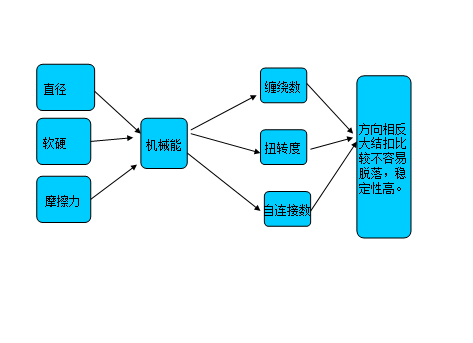 直径
软硬
摩擦力
机械能
缠绕数
扭转度
自连接数
方向相反
大结扣比
较不容易
脱落，稳
定性高。